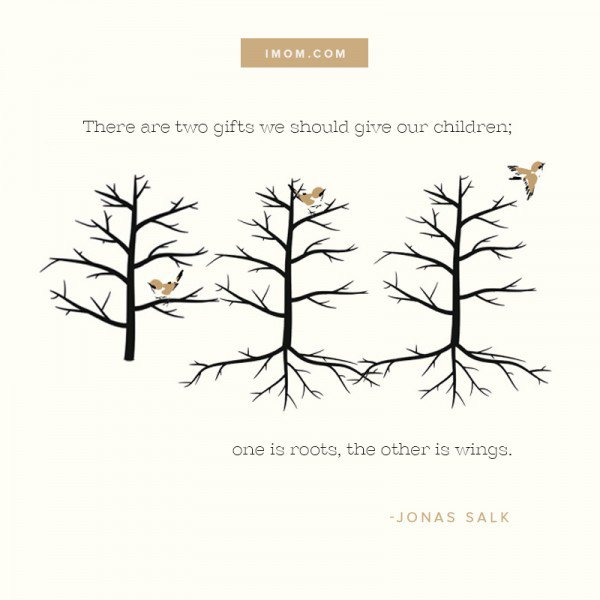 IMOM.COM
There are two gifts we should give our children;
one is roots, the other is wings.
-JONAS SALK